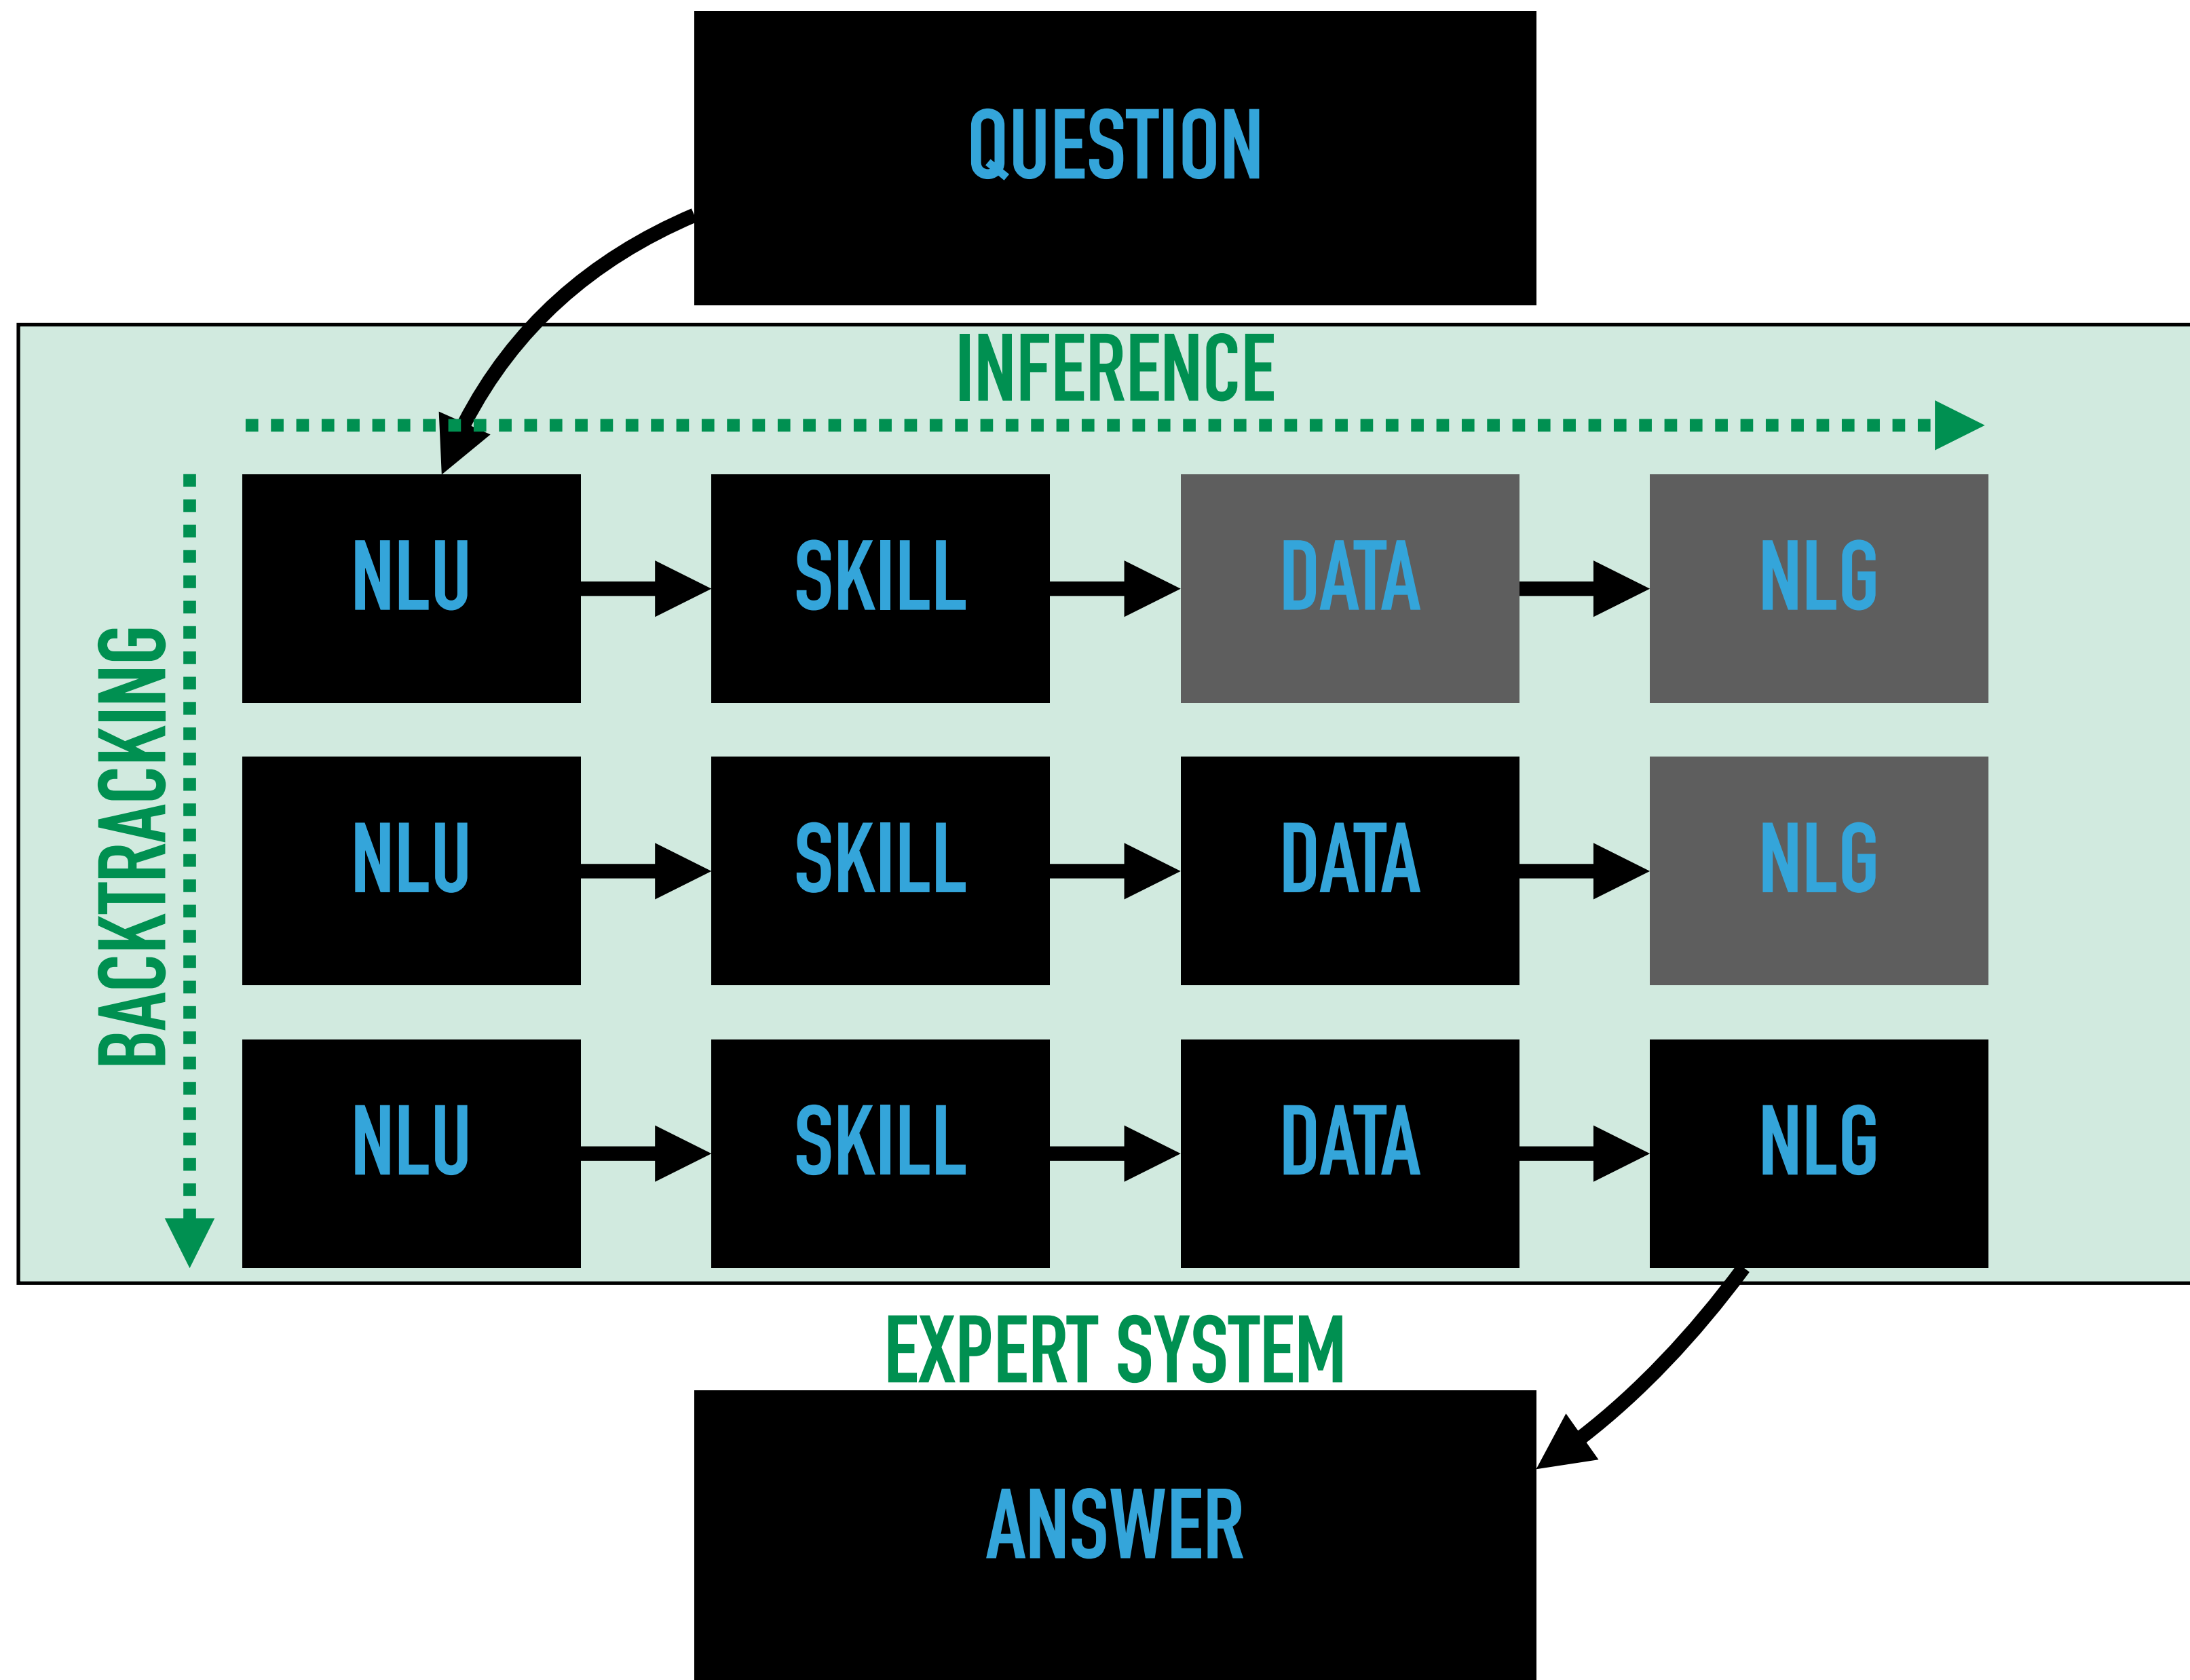 QUESTION
INFERENCE
BACKTRACKING
NLU
SKILL
DATA
NLG
NLU
SKILL
DATA
NLG
NLU
SKILL
DATA
NLG
EXPERT SYSTEM
ANSWER